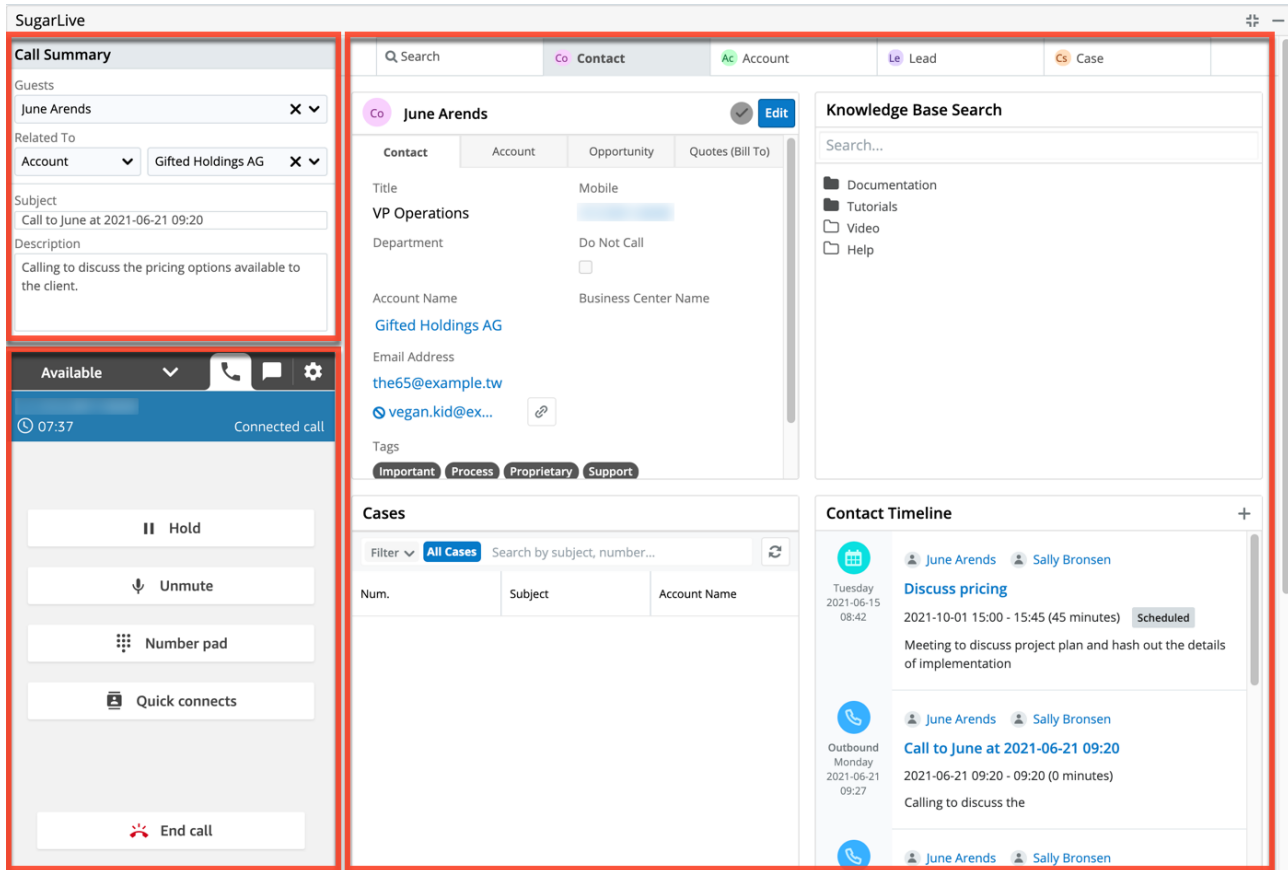 SugarLive
Call Summary
Guests
June Arends
Related To
Account Gifted Holdings AG
Subject
Call to June at 2021-06-21 09:20
Description
Calling to discuss the pricing options available to
the client.
Available
07:37 Connected call
Hold
Unmute
Number pad
Quick connects
End call
Search Co Contact Ac Account Le Lead Cs Case
Co June Arends Edit
Contact Account Opportunity Quotes (Bill To)
Title Mobile
VP Operations
Department Do Not Call
Account Name Business Center Name
Gifted Holdings AG
Email Address
the65@example.tw
vegan.kid@ex...
Tags
Important Process Proprietary Support
Knowledge Base Search
Search...
Documentation
Tutorials
Video
Help
Cases
Filter All Cases Search by subject, number...
Num. Subject Account Name
Contact Timeline
June Arends Sally Bronsen
Tuesday
2021-06-15
08:42
Discuss pricing
2021-10-01 15:00 - 15:45 (45 minutes) Scheduled
Meeting to discuss project plan and hash out the details
of implementation
June Arends Sally Bronsen
Outbound
Monday
2021-06-21
09:27
Call to June at 2021-06-21 09:20
2021-06-21 09:20 - 09:20 (0 minutes)
Calling to discuss the
June Arends Sally Bronsen